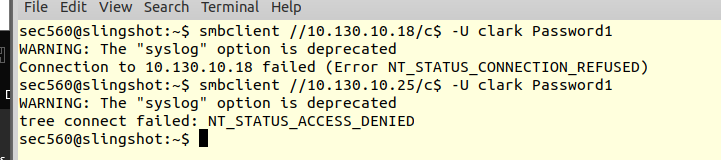 File Edit View Search Terminal Help
sec560@slingshot:~$ smbclient //10.130.10.18/c$ -U clark Password1
WARNING: The "syslog" option is deprecated
Connection to 10.130.10.18 failed (Error NT_STATUS_CONNECTION_REFUSED)
sec560@slingshot:~$ smbclient //10.130.10.25/c$ -U clark Password1
WARNING: The "syslog" option is deprecated
tree connect failed: NT_STATUS_ACCESS_DENIED
sec560@slingshot:~$